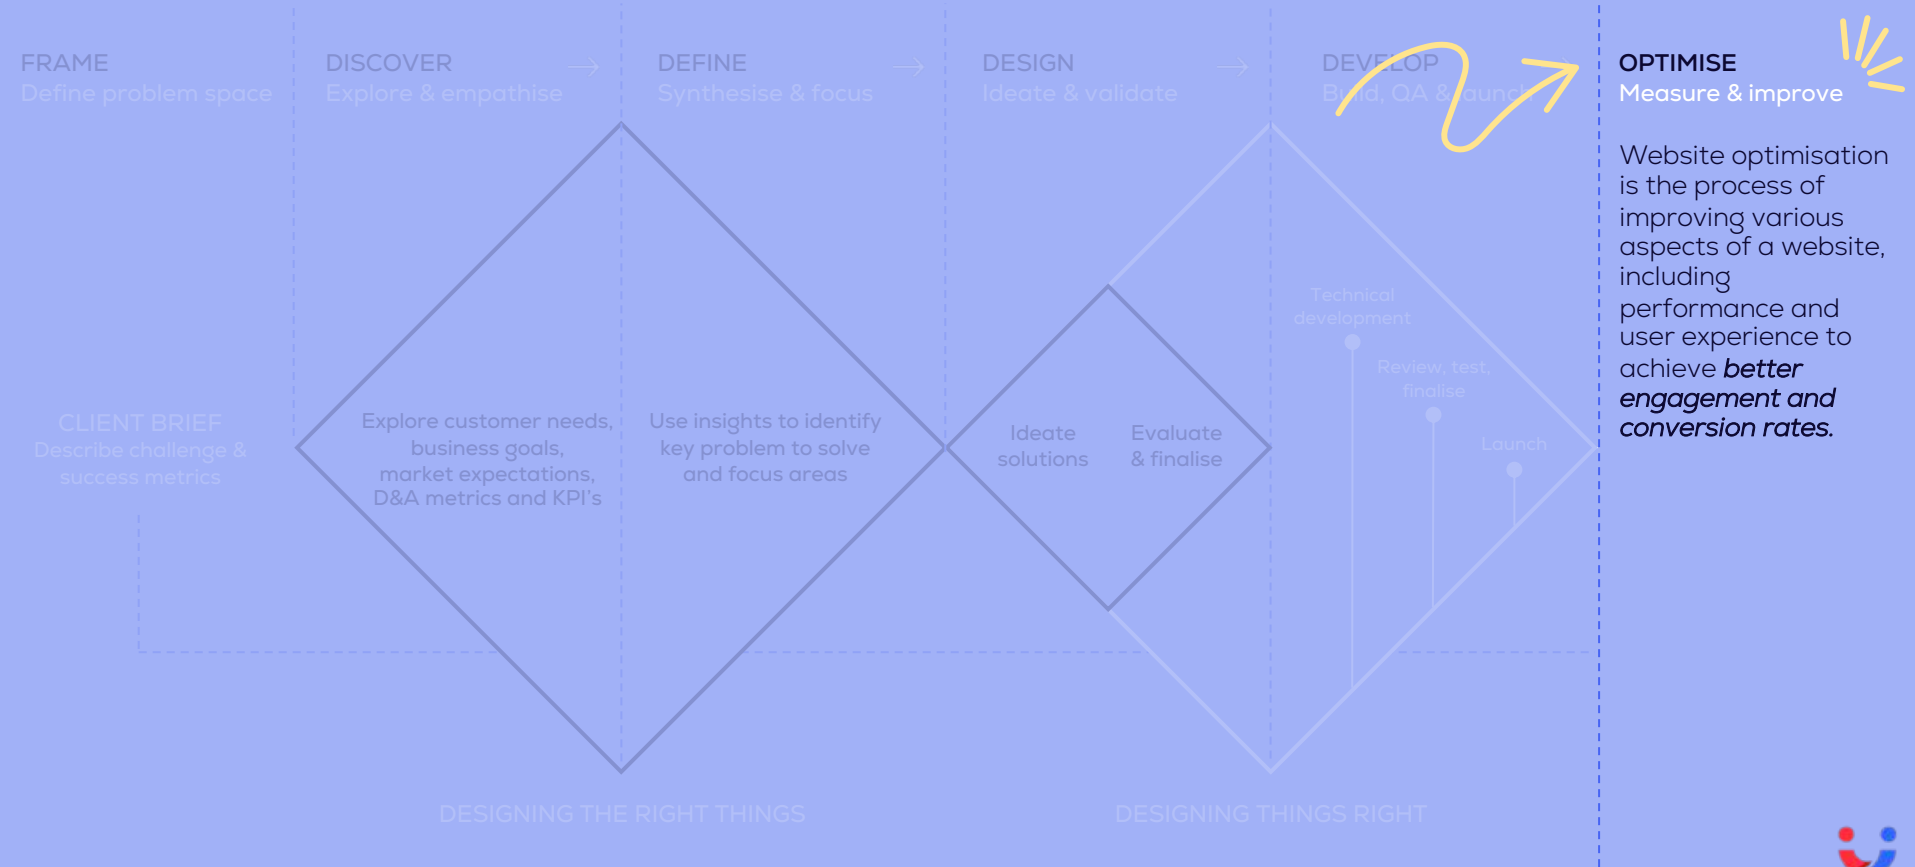 FRAME
Define problem space
DISCOVER
Explore & empathise
DEFINE
Synthesise & focus
DESIGN
Ideate & validate
DEVELOP
Build, QA & launch
OPTIMISE
Measure & improve
Website optimisation
is the process of
improving various
aspects of a website,
including
performance and
user experience to
achieve better
engagement and
conversion rates.
CLIENT BRIEF
Describe challenge &
success metrics
Explore customer needs,
business goals,
market expectations,
D&A metrics and KPI's
Use insights to identify
key problem to solve
and focus areas
Ideate
solutions
Evaluate
& finalise
Technical
development
Review, test,
finalise
Launch
DESIGNING THE RIGHT THINGS
DESIGNING THINGS RIGHT